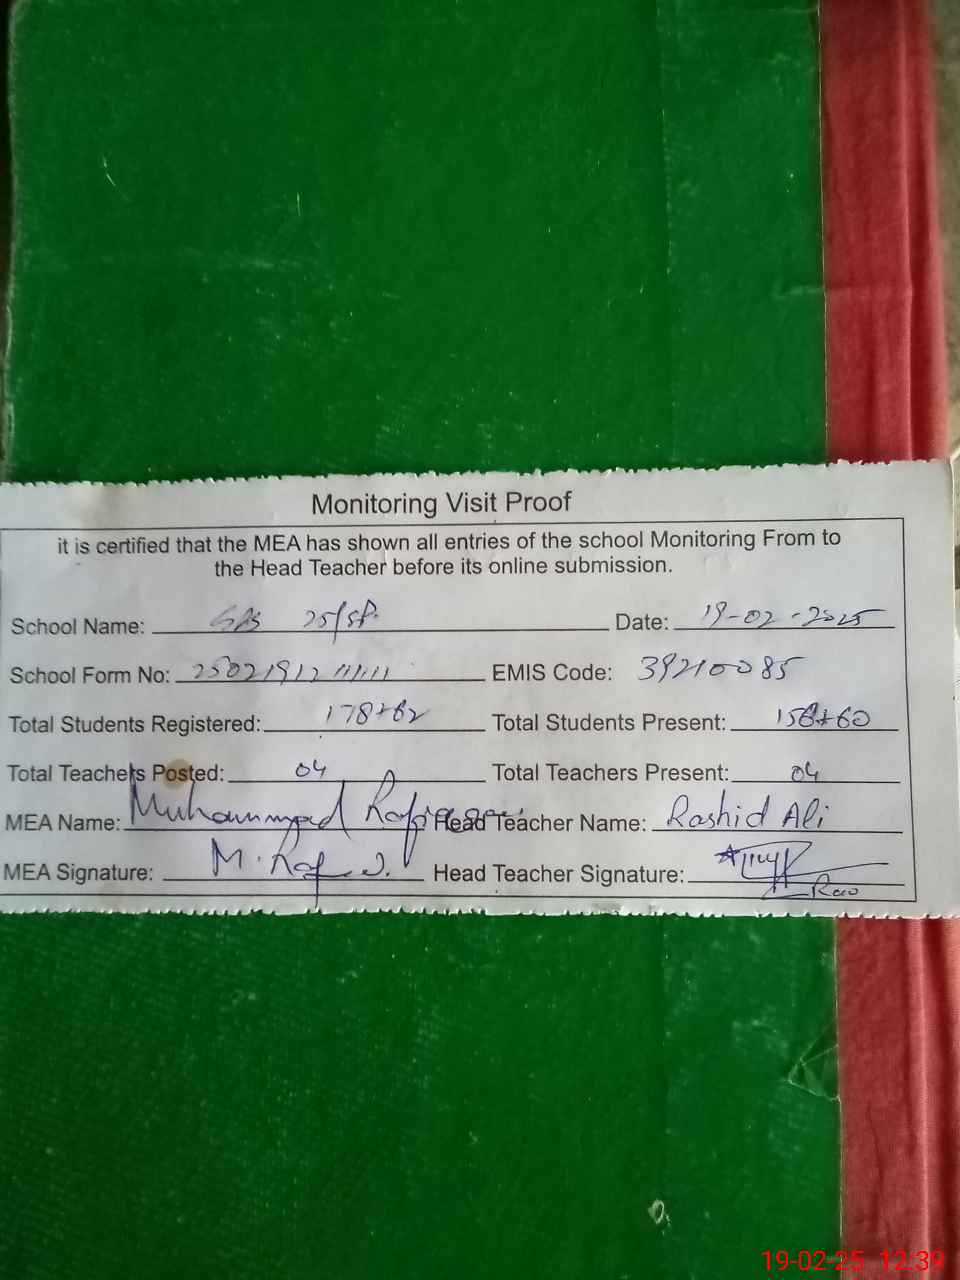 Monitoring Visit Proof
it is certified that the MEA has shown all entries of the school Monitoring From to
the Head Teacher before its online submission.
School Name: 25/SP. Date: 19-02-2025
School Form No: EMIS Code: 39210085
Total Students Registered: 178+82 Total Students Present: 158+60
Total Teachers Posted: 04 Total Teachers Present: 04
MEA Name: Muhammad Head Teacher Name: Rashid Ali
MEA Signature: M. Head Teacher Signature:
Rao
19-02-25 12:39